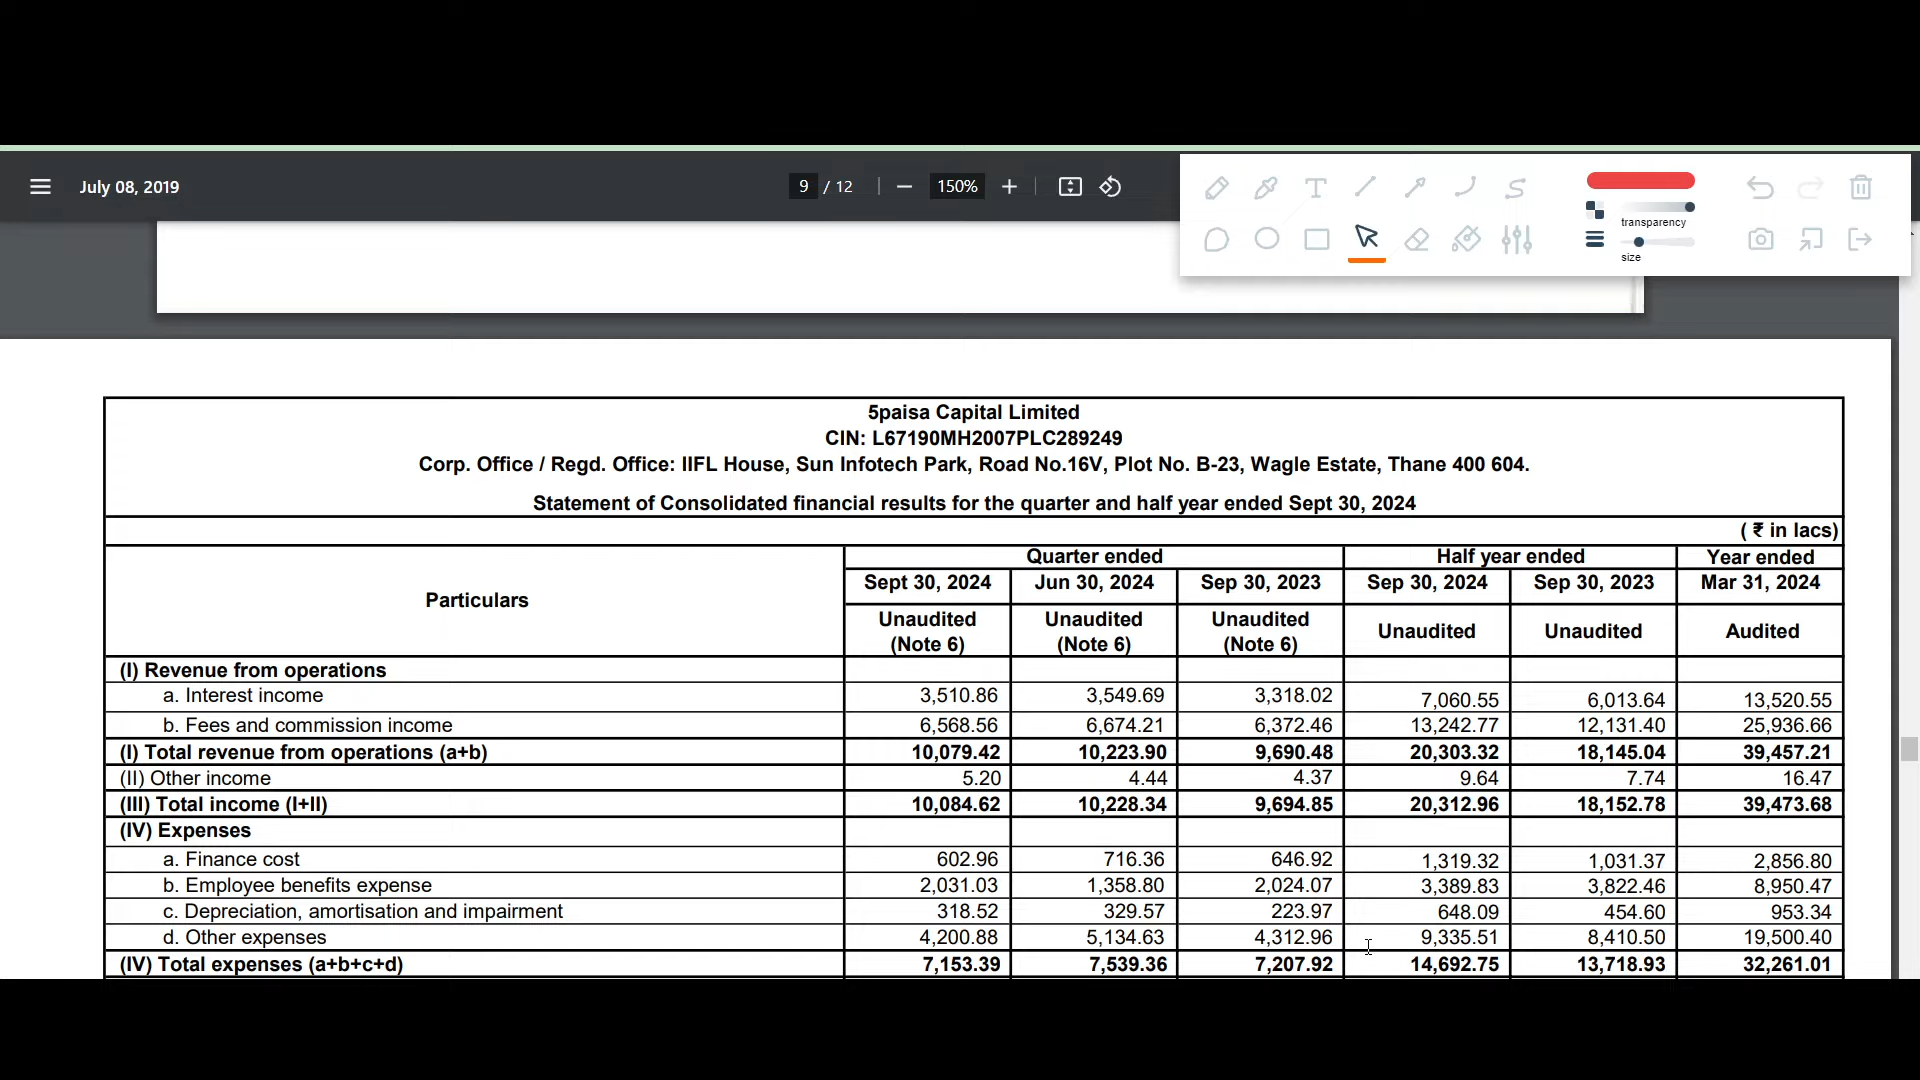 July 08, 2019
9 / 12
150%
transparency
size
5paisa Capital Limited
CIN: L67190MH2007PLC289249
Corp. Office / Regd. Office: IIFL House, Sun Infotech Park, Road No.16V, Plot No. B-23, Wagle Estate, Thane 400 604.
Statement of Consolidated financial results for the quarter and half year ended Sept 30, 2024
( ₹ in lacs)
Particulars Quarter ended Half year ended Year ended
Sept 30, 2024 Jun 30, 2024 Sep 30, 2023 Sep 30, 2024 Sep 30, 2023 Mar 31, 2024
Unaudited (Note 6) Unaudited (Note 6) Unaudited (Note 6) Unaudited Unaudited Audited
(I) Revenue from operations
a. Interest income 3,510.86 3,549.69 3,318.02 7,060.55 6,013.64 13,520.55
b. Fees and commission income 6,568.56 6,674.21 6,372.46 13,242.77 12,131.40 25,936.66
(I) Total revenue from operations (a+b) 10,079.42 10,223.90 9,690.48 20,303.32 18,145.04 39,457.21
(II) Other income 5.20 4.44 4.37 9.64 7.74 16.47
(III) Total income (I+II) 10,084.62 10,228.34 9,694.85 20,312.96 18,152.78 39,473.68
(IV) Expenses
a. Finance cost 602.96 716.36 646.92 1,319.32 1,031.37 2,856.80
b. Employee benefits expense 2,031.03 1,358.80 2,024.07 3,389.83 3,822.46 8,950.47
c. Depreciation, amortisation and impairment 318.52 329.57 223.97 648.09 454.60 953.34
d. Other expenses 4,200.88 5,134.63 4,312.96 9,335.51 8,410.50 19,500.40
(IV) Total expenses (a+b+c+d) 7,153.39 7,539.36 7,207.92 14,692.75 13,718.93 32,261.01